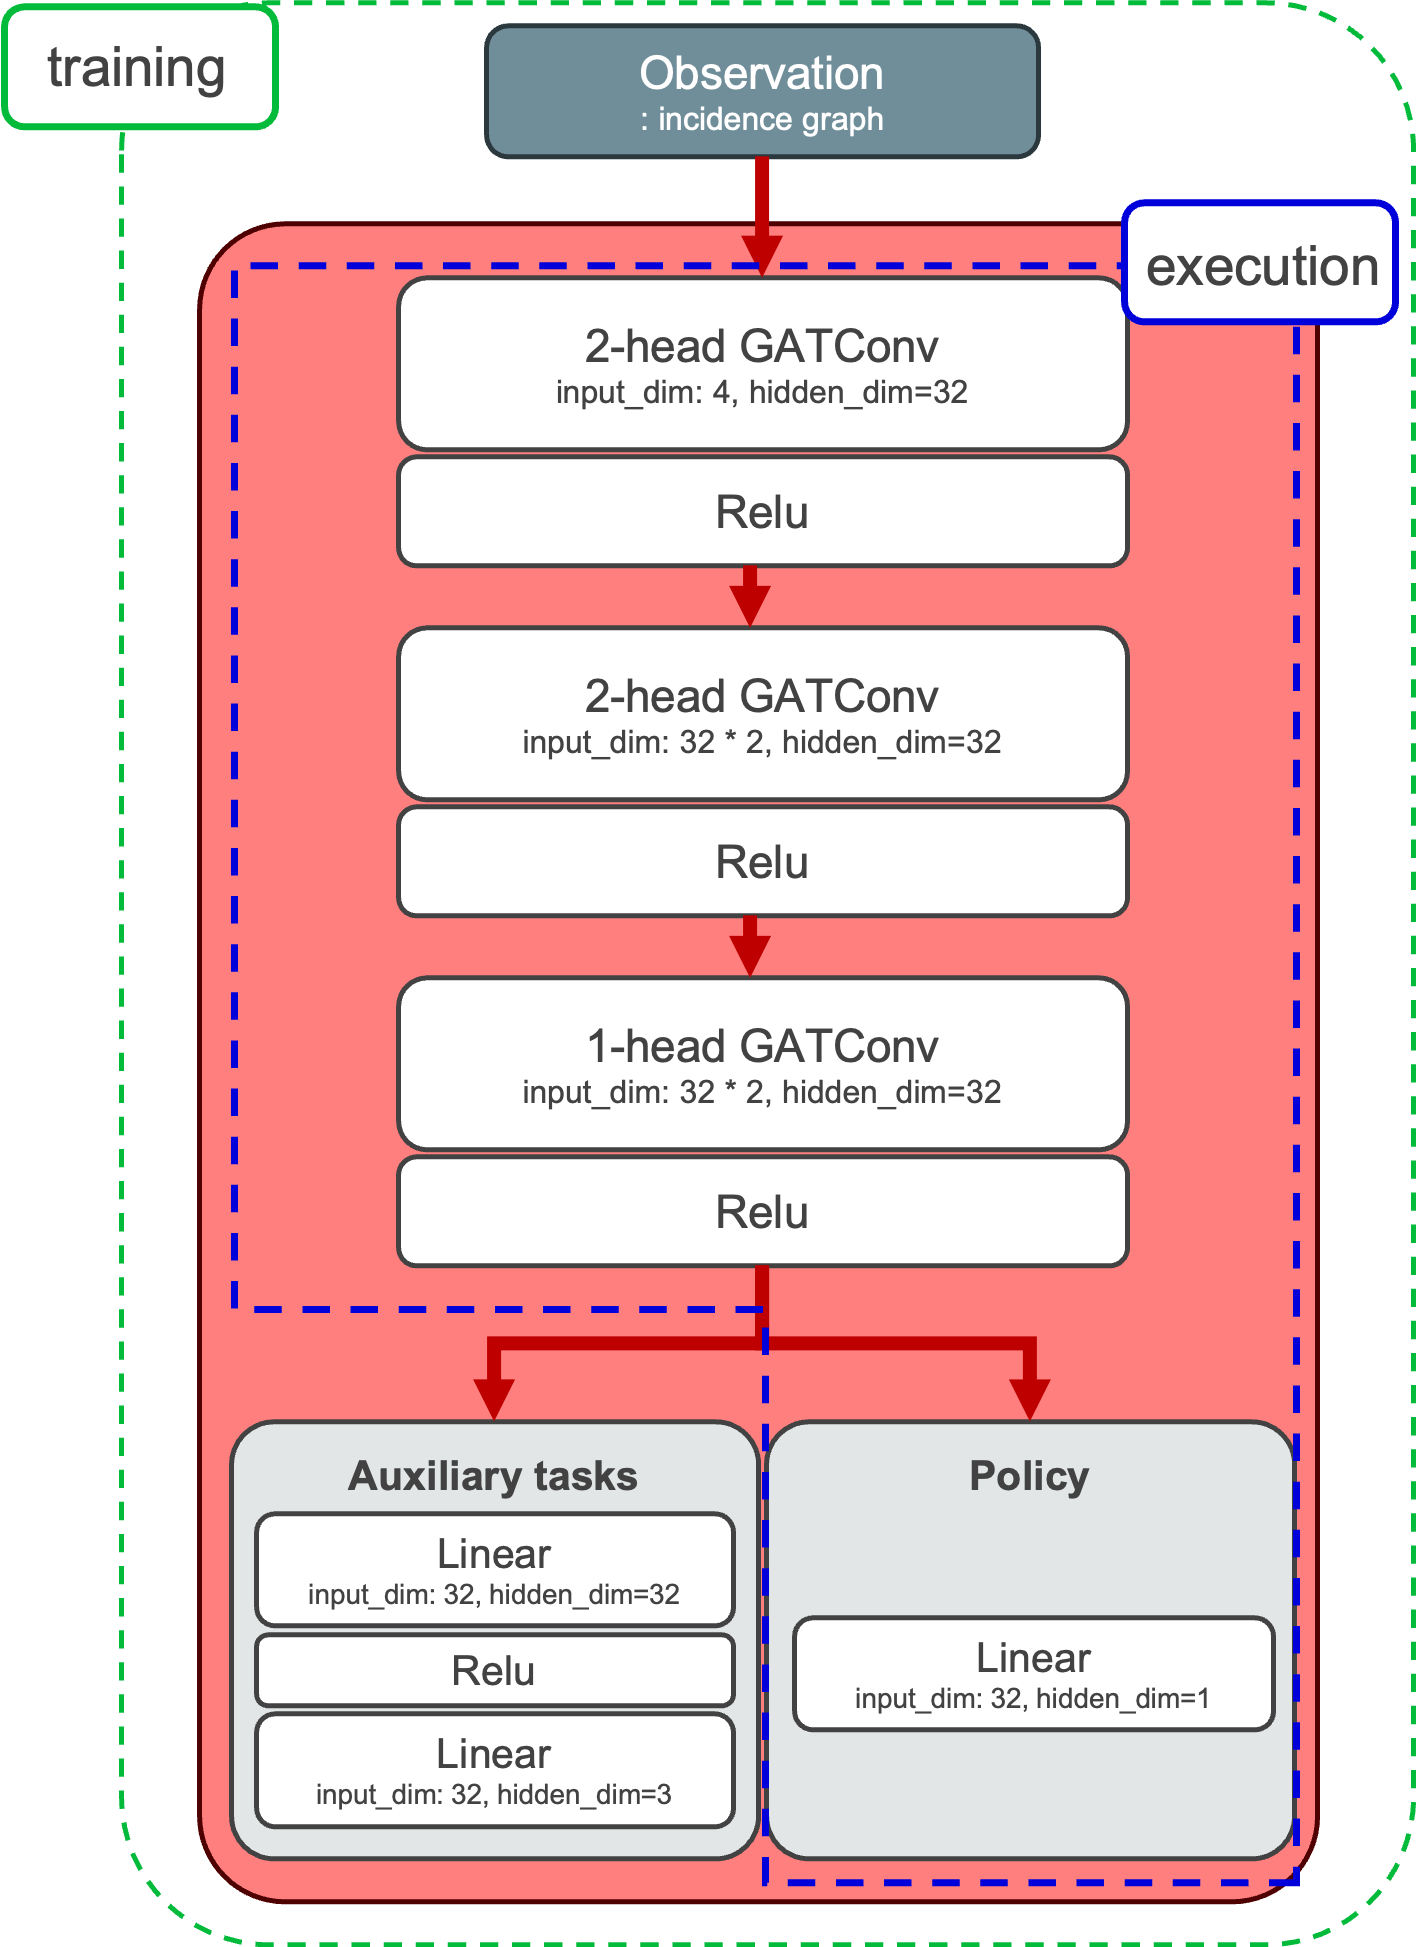 training
Observation
: incidence graph
execution
2-head GATConv
input_dim: 4, hidden_dim=32
Relu
2-head GATConv
input_dim: 32 * 2, hidden_dim=32
Relu
1-head GATConv
input_dim: 32 * 2, hidden_dim=32
Relu
Auxiliary tasks
Linear
input_dim: 32, hidden_dim=32
Relu
Linear
input_dim: 32, hidden_dim=3
Policy
Linear
input_dim: 32, hidden_dim=1